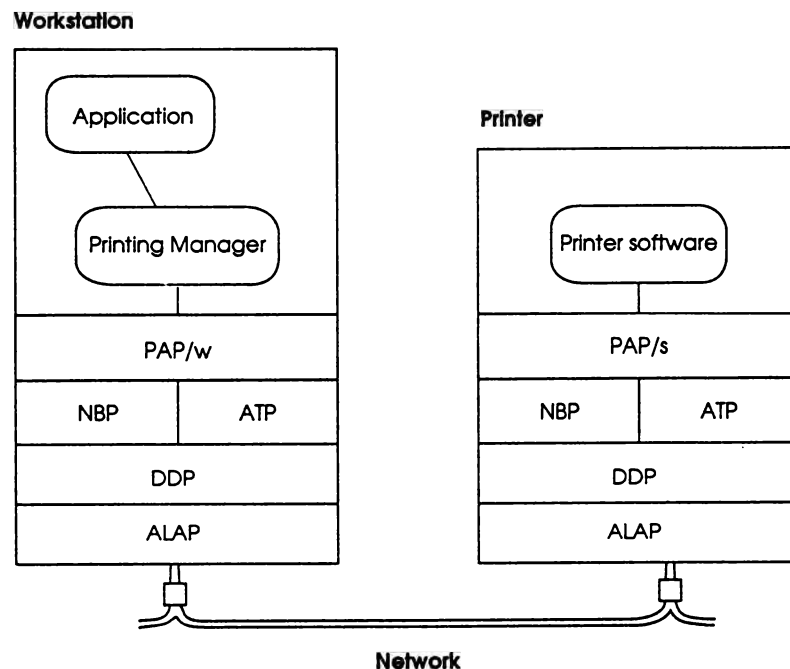 Workstation
Application
Printing Manager
PAP/w
NBP ATP
DDP
ALAP
Printer
Printer software
PAP/s
NBP ATP
DDP
ALAP
Network